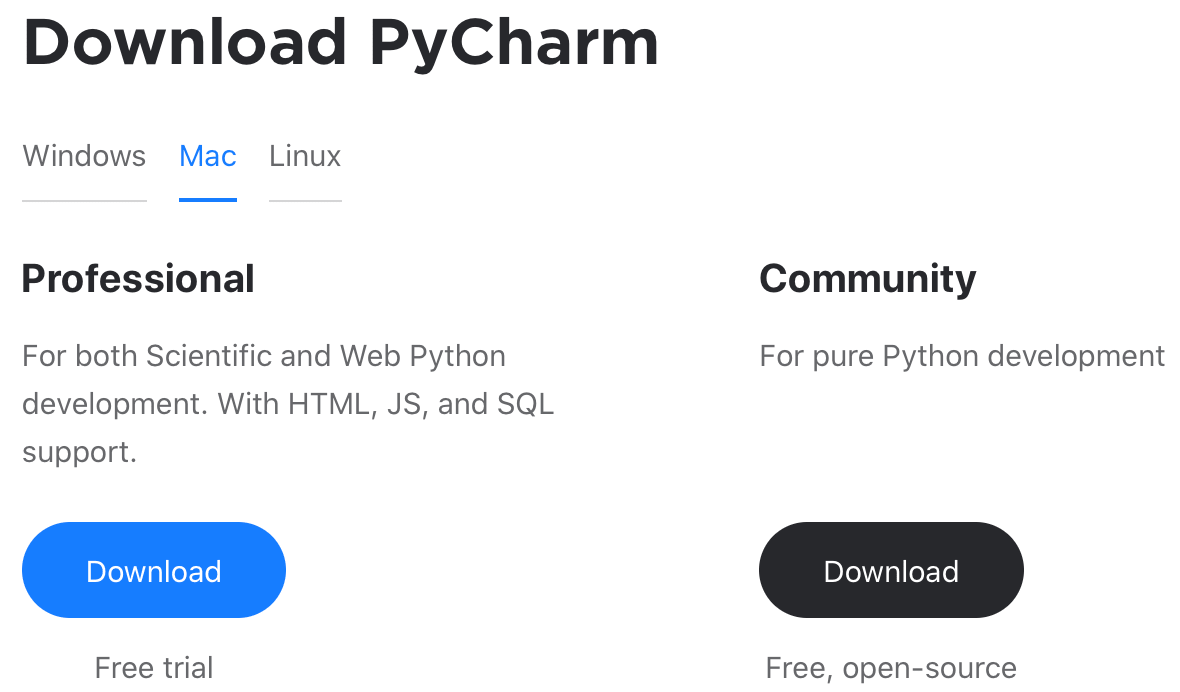 Download PyCharm
Windows Mac Linux
Professional
For both Scientific and Web Python
development. With HTML, JS, and SQL
support.
Download
Free trial
Community
For pure Python development
Download
Free, open-source